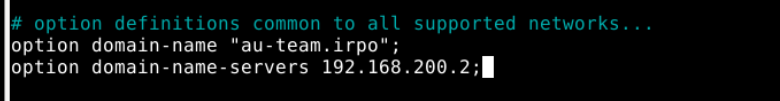 # option definitions common to all supported networks...
option domain-name "au-team.irpo";
option domain-name-servers 192.168.200.2;